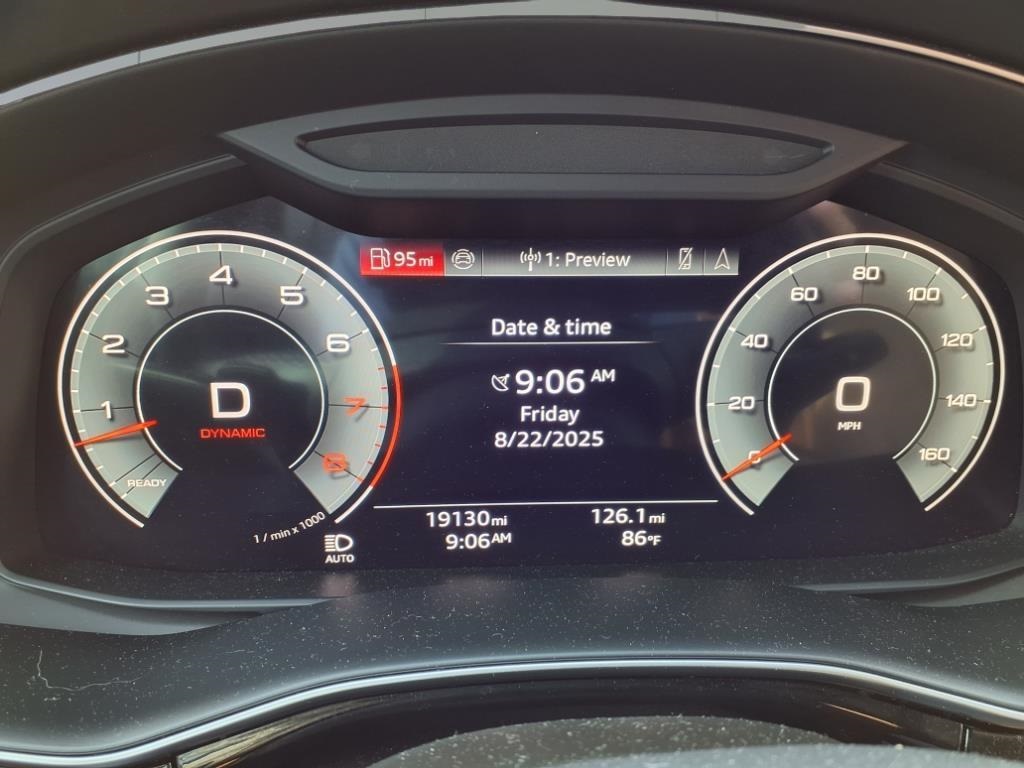 95 mi
1: Preview
Date & time
9:06 AM
Friday
8/22/2025
19130 mi
126.1 mi
9:06 AM
86°F
READY
1
2
3
4
5
6
7
8
D
DYNAMIC
1 / min x 1000
AUTO
0
20
40
60
80
100
120
140
160
0
MPH